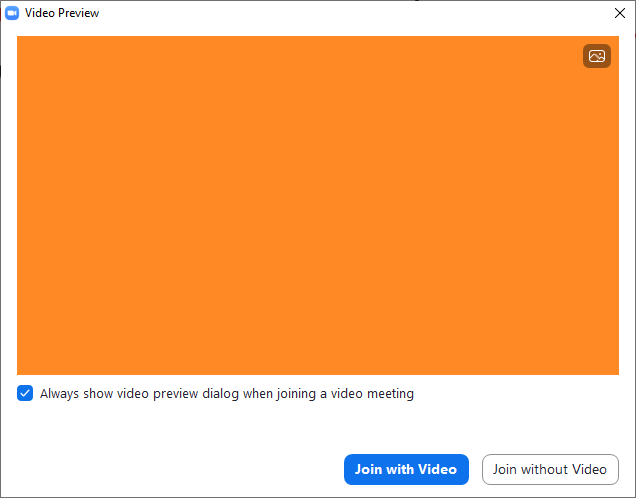 Video Preview
Always show video preview dialog when joining a video meeting
Join with Video
Join without Video